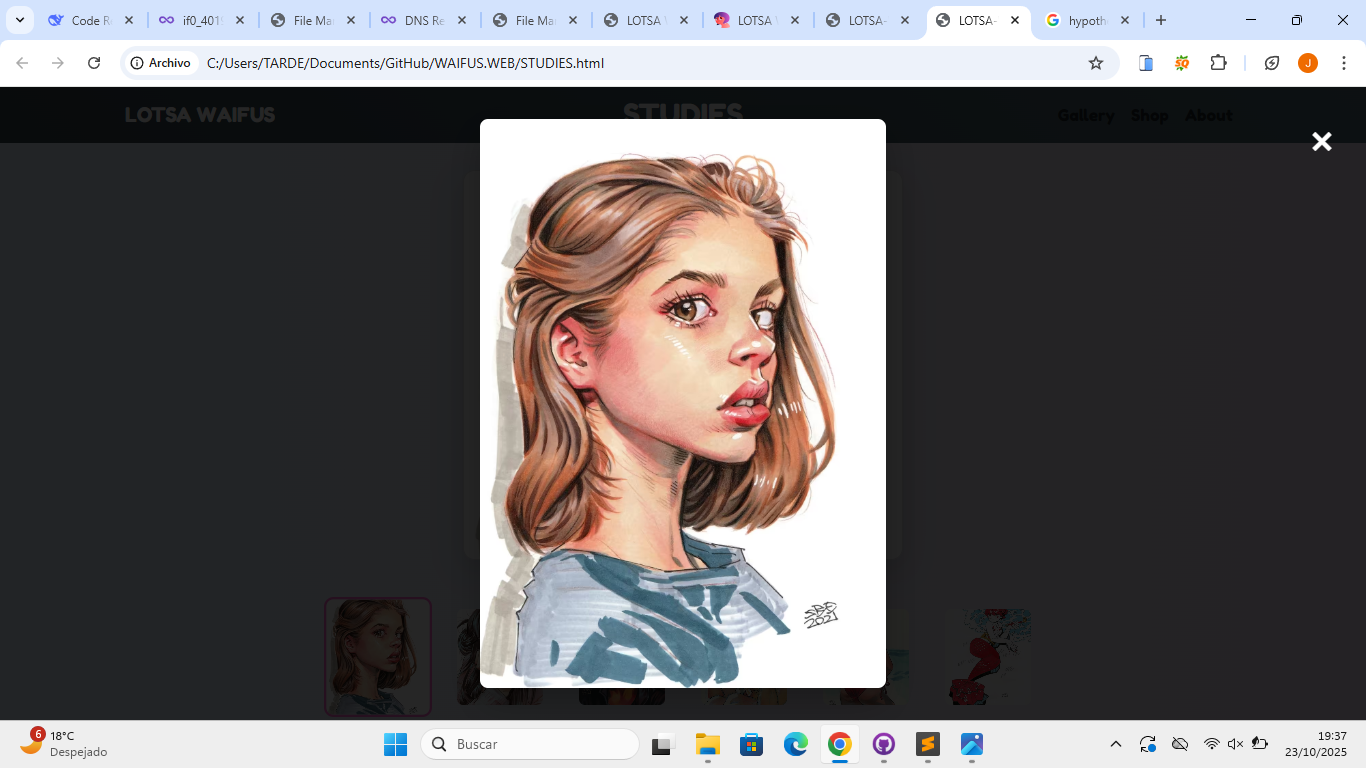 Code R
if0_401
File Ma
DNS Re
File Ma
LOTSA W
LOTSA W
LOTSA-
LOTSA-
hypoth
Archivo
C:/Users/TARDE/Documents/GitHub/WAIFUS.WEB/STUDIES.html
SQ
J
LOTSA WAIFUS
STUDIES
Gallery
Shop
About
SBD
2021
6
18°C
Despejado
Buscar
19:37
23/10/2025